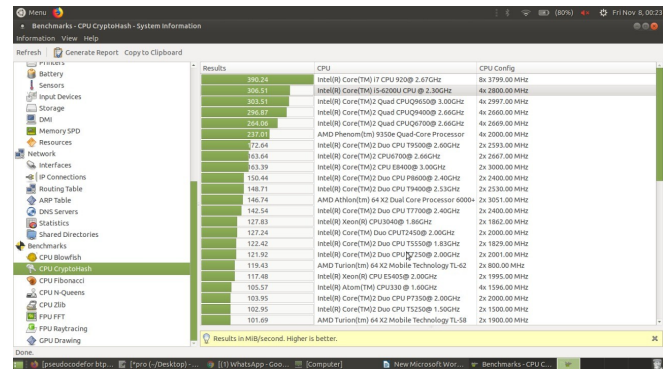 Menu (80%) Fri Nov 8, 00:23
Benchmarks - CPU CryptoHash - System Information
Information View Help
Refresh Generate Report Copy to Clipboard
Printers
Battery
Sensors
Input Devices
Storage
DMI
Memory SPD
Resources
Network
Interfaces
IP Connections
Routing Table
ARP Table
DNS Servers
Statistics
Shared Directories
Benchmarks
CPU Blowfish
CPU CryptoHash
CPU Fibonacci
CPU N-Queens
CPU Zlib
FPU FFT
FPU Raytracing
GPU Drawing
Results CPU CPU Config
390.24 Intel(R) Core(TM) i7 CPU 920@ 2.67GHz 8x 3799.00 MHz
306.51 Intel(R) Core(TM) i5-6200U CPU @ 2.30GHz 4x 2800.00 MHz
303.51 Intel(R) Core(TM)2 Quad CPUQ9650@ 3.00GHz 4x 2997.00 MHz
296.87 Intel(R) Core(TM)2 Quad CPUQ9400@ 2.66GHz 4x 2660.00 MHz
264.06 Intel(R) Core(TM)2 Quad CPUQ6700@ 2.66GHz 4x 2669.00 MHz
237.01 AMD Phenom(tm) 9350e Quad-Core Processor 4x 2000.00 MHz
172.64 Intel(R) Core(TM)2 Duo CPU T9500@ 2.60GHz 2x 2593.00 MHz
163.64 Intel(R) Core(TM)2 CPU6700@ 2.66GHz 2x 2667.00 MHz
163.39 Intel(R) Core(TM)2 CPU E8400@ 3.00GHz 2x 3000.00 MHz
150.44 Intel(R) Core(TM)2 Duo CPU P8600@ 2.40GHz 2x 2400.00 MHz
148.71 Intel(R) Core(TM)2 Duo CPU T9400@ 2.53GHz 2x 2530.00 MHz
146.74 AMD Athlon(tm) 64 X2 Dual Core Processor 6000+ 2x 3051.00 MHz
142.54 Intel(R) Core(TM)2 Duo CPU T7700@ 2.40GHz 2x 2400.00 MHz
127.83 Intel(R) Xeon(R) CPU3040@ 1.86GHz 2x 1862.00 MHz
127.24 Intel(R) Core(TM) Duo CPUT2450@ 2.00GHz 2x 2000.00 MHz
122.42 Intel(R) Core(TM)2 Duo CPU T5550@ 1.83GHz 2x 1829.00 MHz
121.92 Intel(R) Core(TM)2 Duo CPU T7250@ 2.00GHz 2x 2001.00 MHz
119.43 AMD Turion(tm) 64 X2 Mobile Technology TL-62 2x 800.00 MHz
117.48 Intel(R) Xeon(R) CPU E5405@ 2.00GHz 2x 1995.00 MHz
105.57 Intel(R) Atom(TM) CPU330 @ 1.60GHz 4x 1596.00 MHz
103.95 Intel(R) Core(TM)2 Duo CPU P7350@ 2.00GHz 2x 2000.00 MHz
102.95 Intel(R) Core(TM)2 Duo CPU T5250@ 1.50GHz 2x 1500.00 MHz
101.69 AMD Turion(tm) 64 X2 Mobile Technology TL-58 2x 1900.00 MHz
Results in MiB/second. Higher is better.
Done.
[pseudocodefor btp... [*pro (~/Desktop) -... [(1) WhatsApp - Goo... [Computer] New Microsoft Wor... Benchmarks - CPU C...